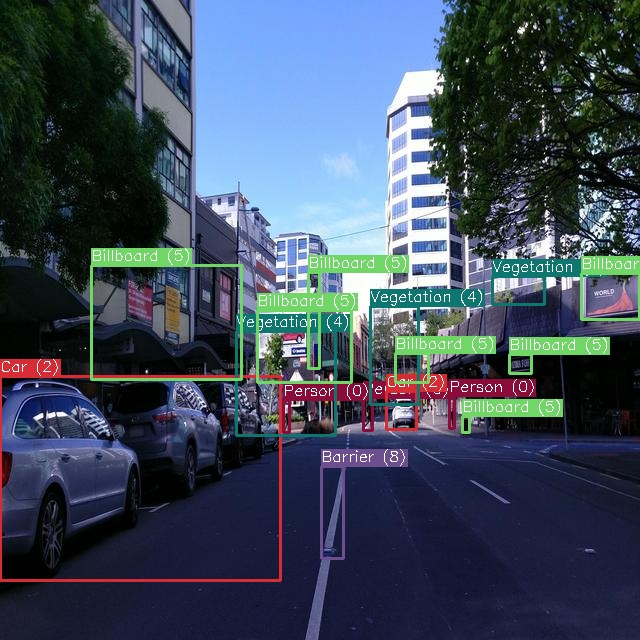 Billboard (5)
Billboard (5)
Vegetation
Billboar
Billboard (5)
Vegetation (4)
WORLD
Vegetation (4)
Billboard (5)
Billboard (5)
Car (2)
Person (0)
Car (2)
Person (0)
Billboard (5)
Barrier (8)